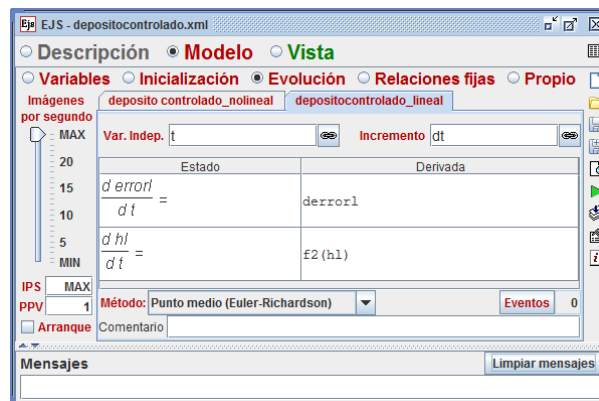 Ejs EJS - depositocontrolado.xml
Descripción Modelo Vista
Variables Inicialización Evolución Relaciones fijas Propio
Imágenes por segundo
MAX
20
15
10
5
MIN
IPS MAX
PPV 1
Arranque
deposito controlado_nolineal depositocontrolado_lineal
Var. Indep. t Incremento dt
Estado Derivada
d errorl
d t =
derrorl
d hl
d t =
f2(hl)
Método: Punto medio (Euler-Richardson) Eventos 0
Comentario
Mensajes Limpiar mensajes